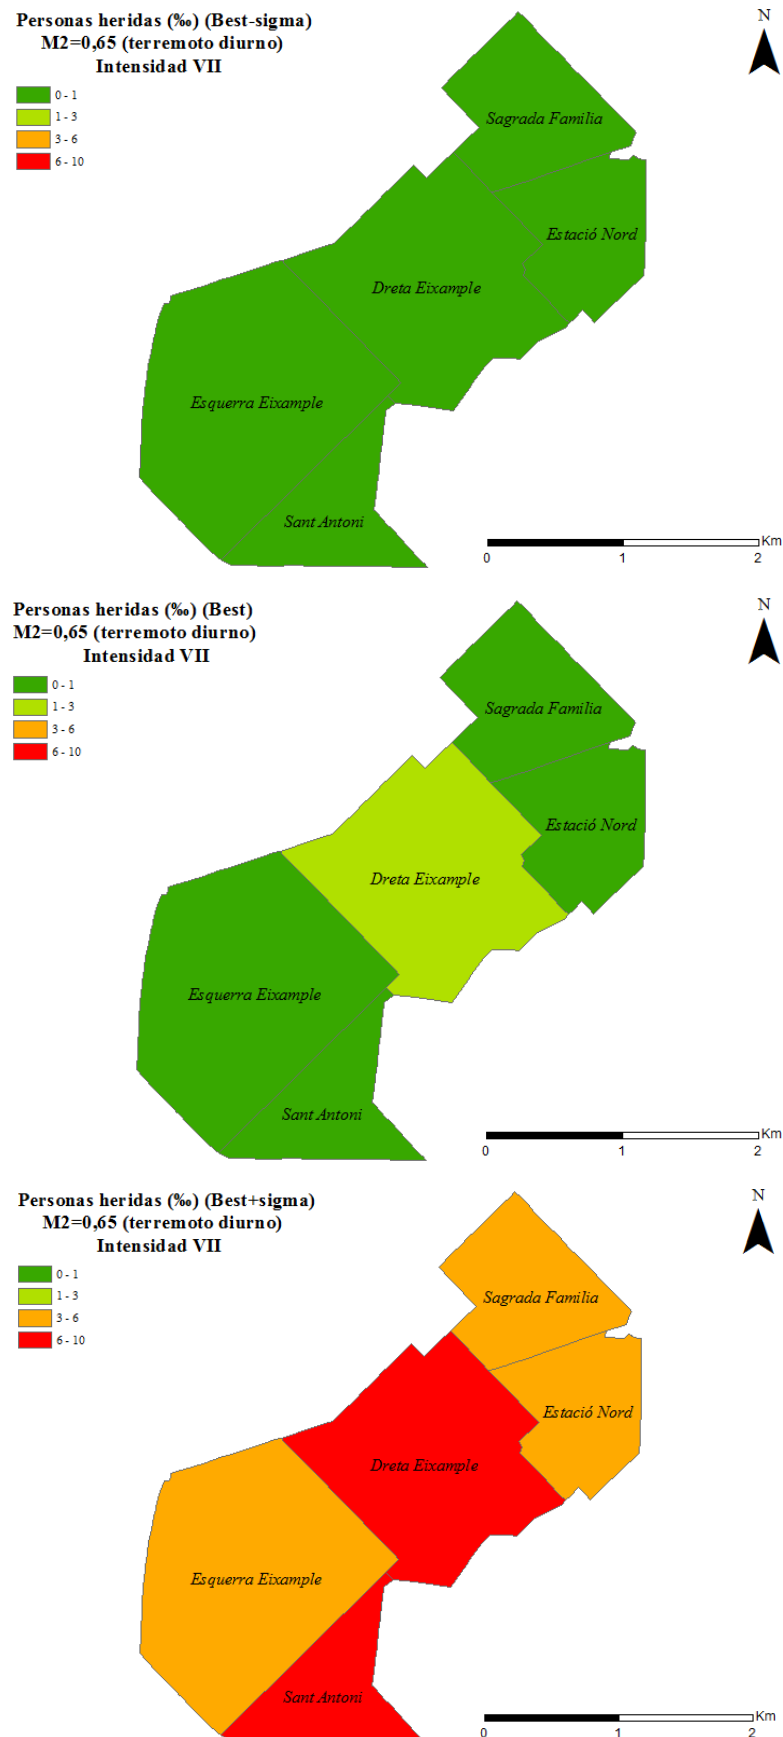 Personas heridas (‰) (Best-sigma)
M2=0,65 (terremoto diurno)
Intensidad VII
N
0 - 1
1 - 3
3 - 6
6 - 10
Sagrada Familia
Estació Nord
Dreta Eixample
Esquerra Eixample
Sant Antoni
Km
0 1 2
Personas heridas (‰) (Best)
M2=0,65 (terremoto diurno)
Intensidad VII
N
0 - 1
1 - 3
3 - 6
6 - 10
Sagrada Familia
Estació Nord
Dreta Eixample
Esquerra Eixample
Sant Antoni
Km
0 1 2
Personas heridas (‰) (Best+sigma)
M2=0,65 (terremoto diurno)
Intensidad VII
N
0 - 1
1 - 3
3 - 6
6 - 10
Sagrada Familia
Estació Nord
Dreta Eixample
Esquerra Eixample
Sant Antoni
Km
0 1 2